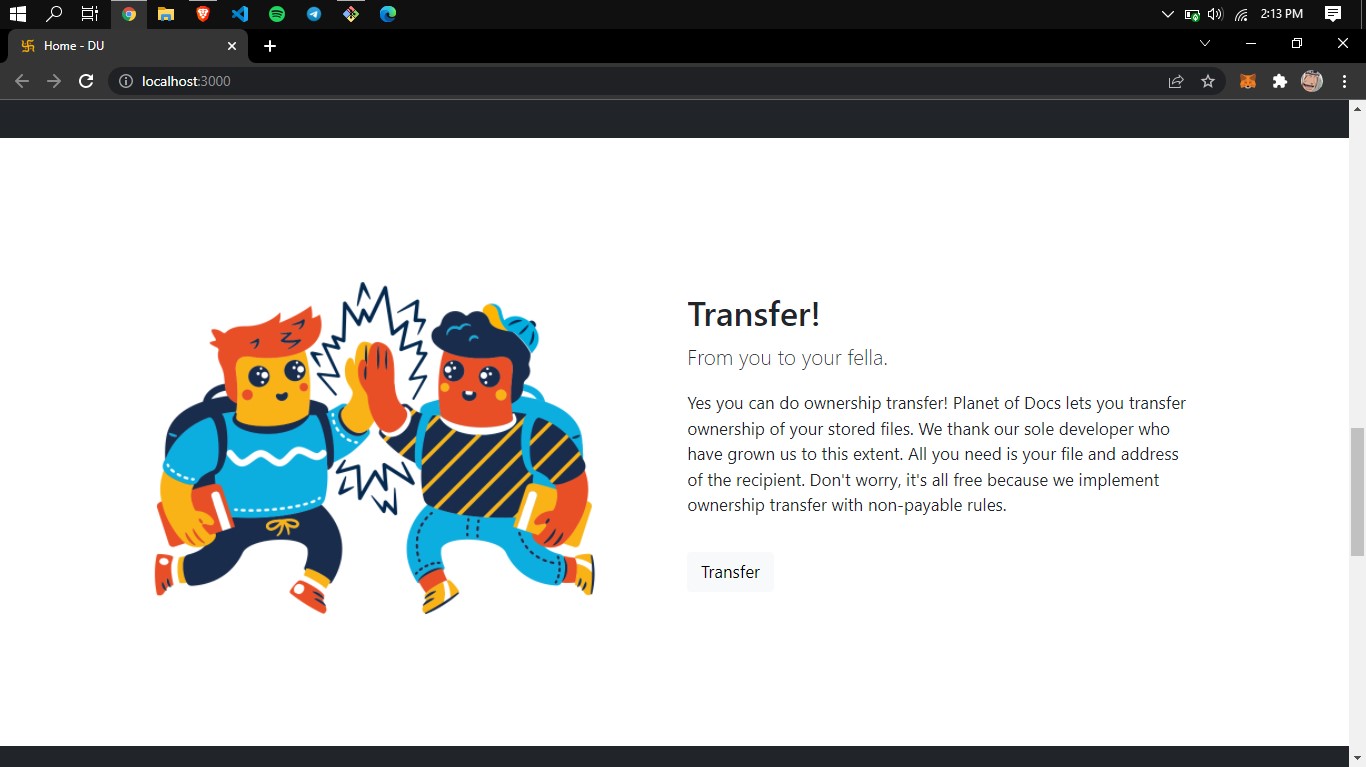 2:13 PM
Home - DU
localhost:3000
Transfer!
From you to your fella.
Yes you can do ownership transfer! Planet of Docs lets you transfer
ownership of your stored files. We thank our sole developer who
have grown us to this extent. All you need is your file and address
of the recipient. Don't worry, it's all free because we implement
ownership transfer with non-payable rules.
Transfer